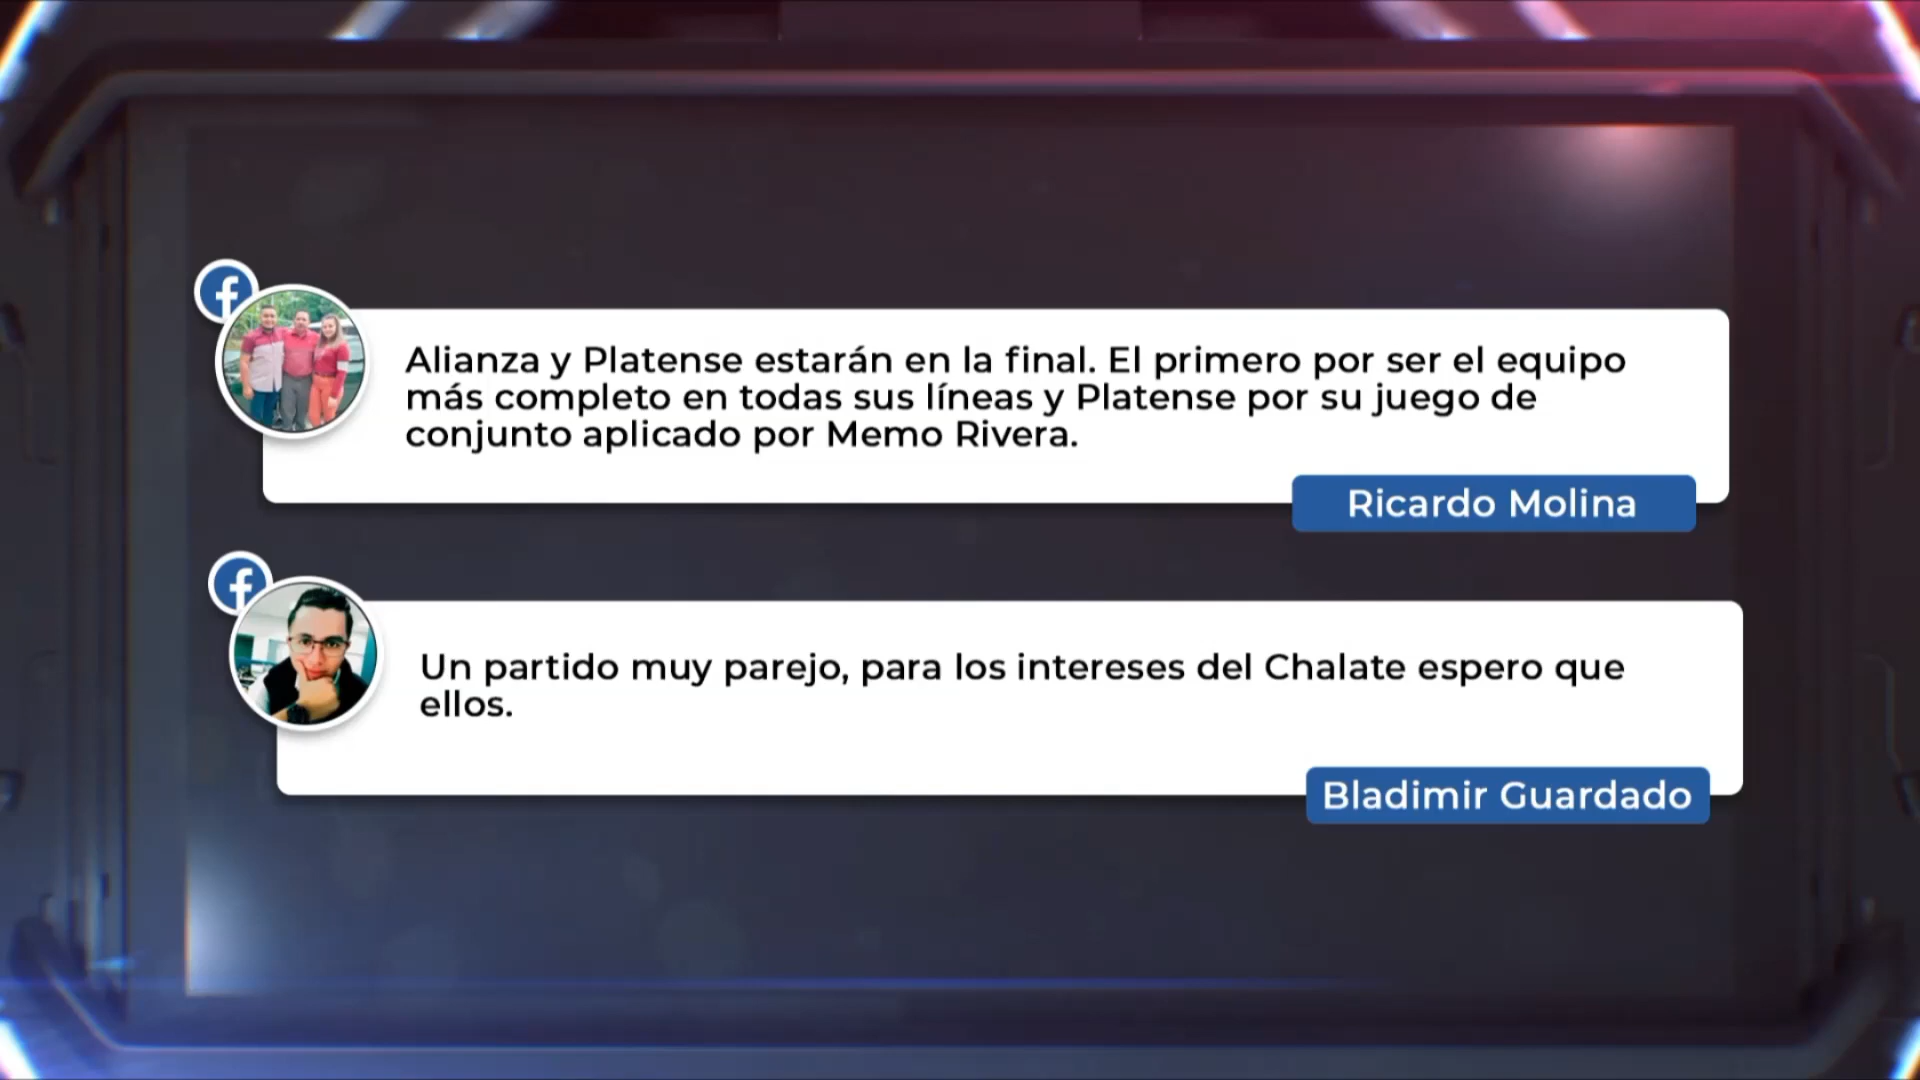 Alianza y Platense estarán en la final. El primero por ser el equipo
más completo en todas sus líneas y Platense por su juego de
conjunto aplicado por Memo Rivera.
Ricardo Molina
Un partido muy parejo, para los intereses del Chalate espero que
ellos.
Bladimir Guardado